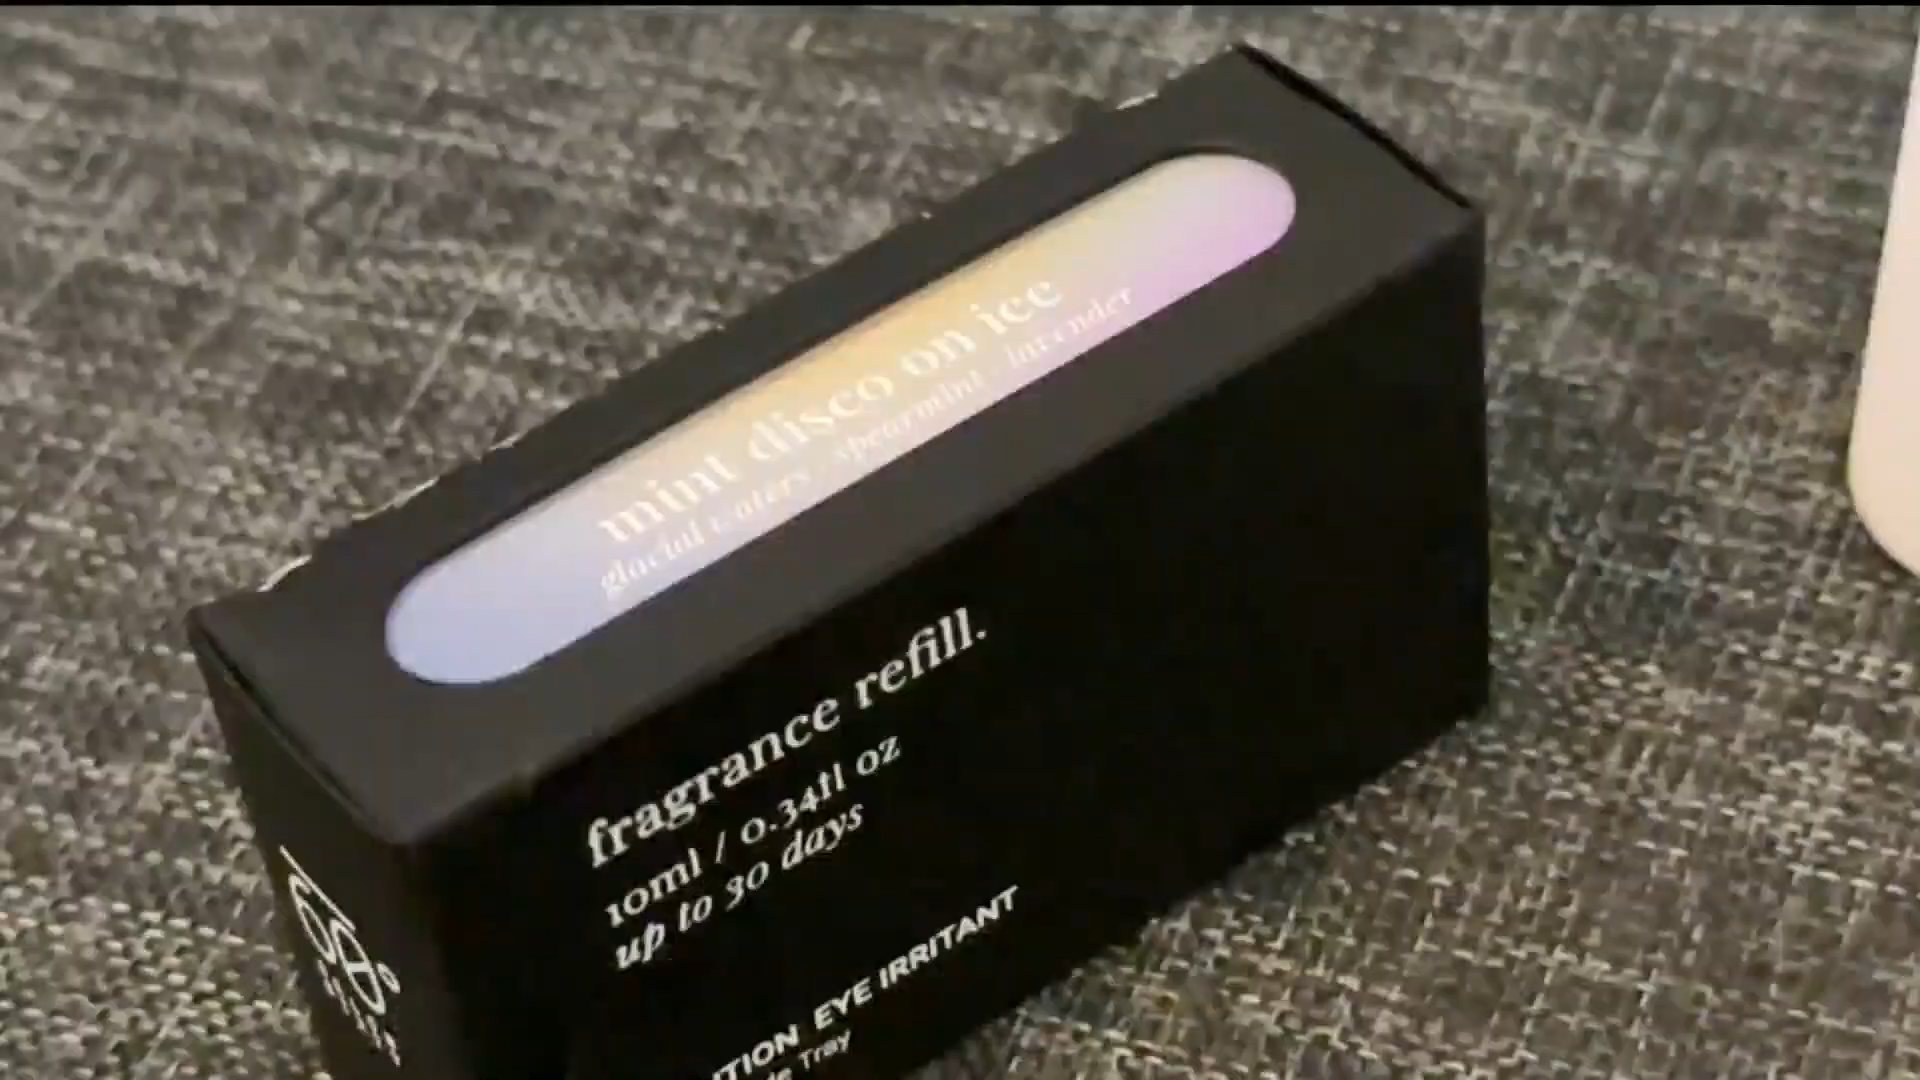 mint disco on ice
glacial waters / spearmint / lavender
fragrance refill.
10ml / 0.34fl oz
up to 30 days
EYE IRRITANT
Tray